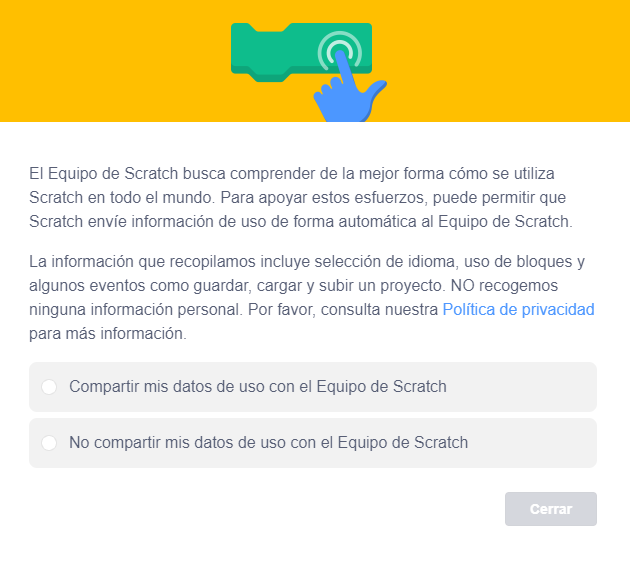 El Equipo de Scratch busca comprender de la mejor forma cómo se utiliza
Scratch en todo el mundo. Para apoyar estos esfuerzos, puede permitir que
Scratch envíe información de uso de forma automática al Equipo de Scratch.
La información que recopilamos incluye selección de idioma, uso de bloques y
algunos eventos como guardar, cargar y subir un proyecto. NO recogemos
ninguna información personal. Por favor, consulta nuestra Política de privacidad
para más información.
Compartir mis datos de uso con el Equipo de Scratch
No compartir mis datos de uso con el Equipo de Scratch
Cerrar